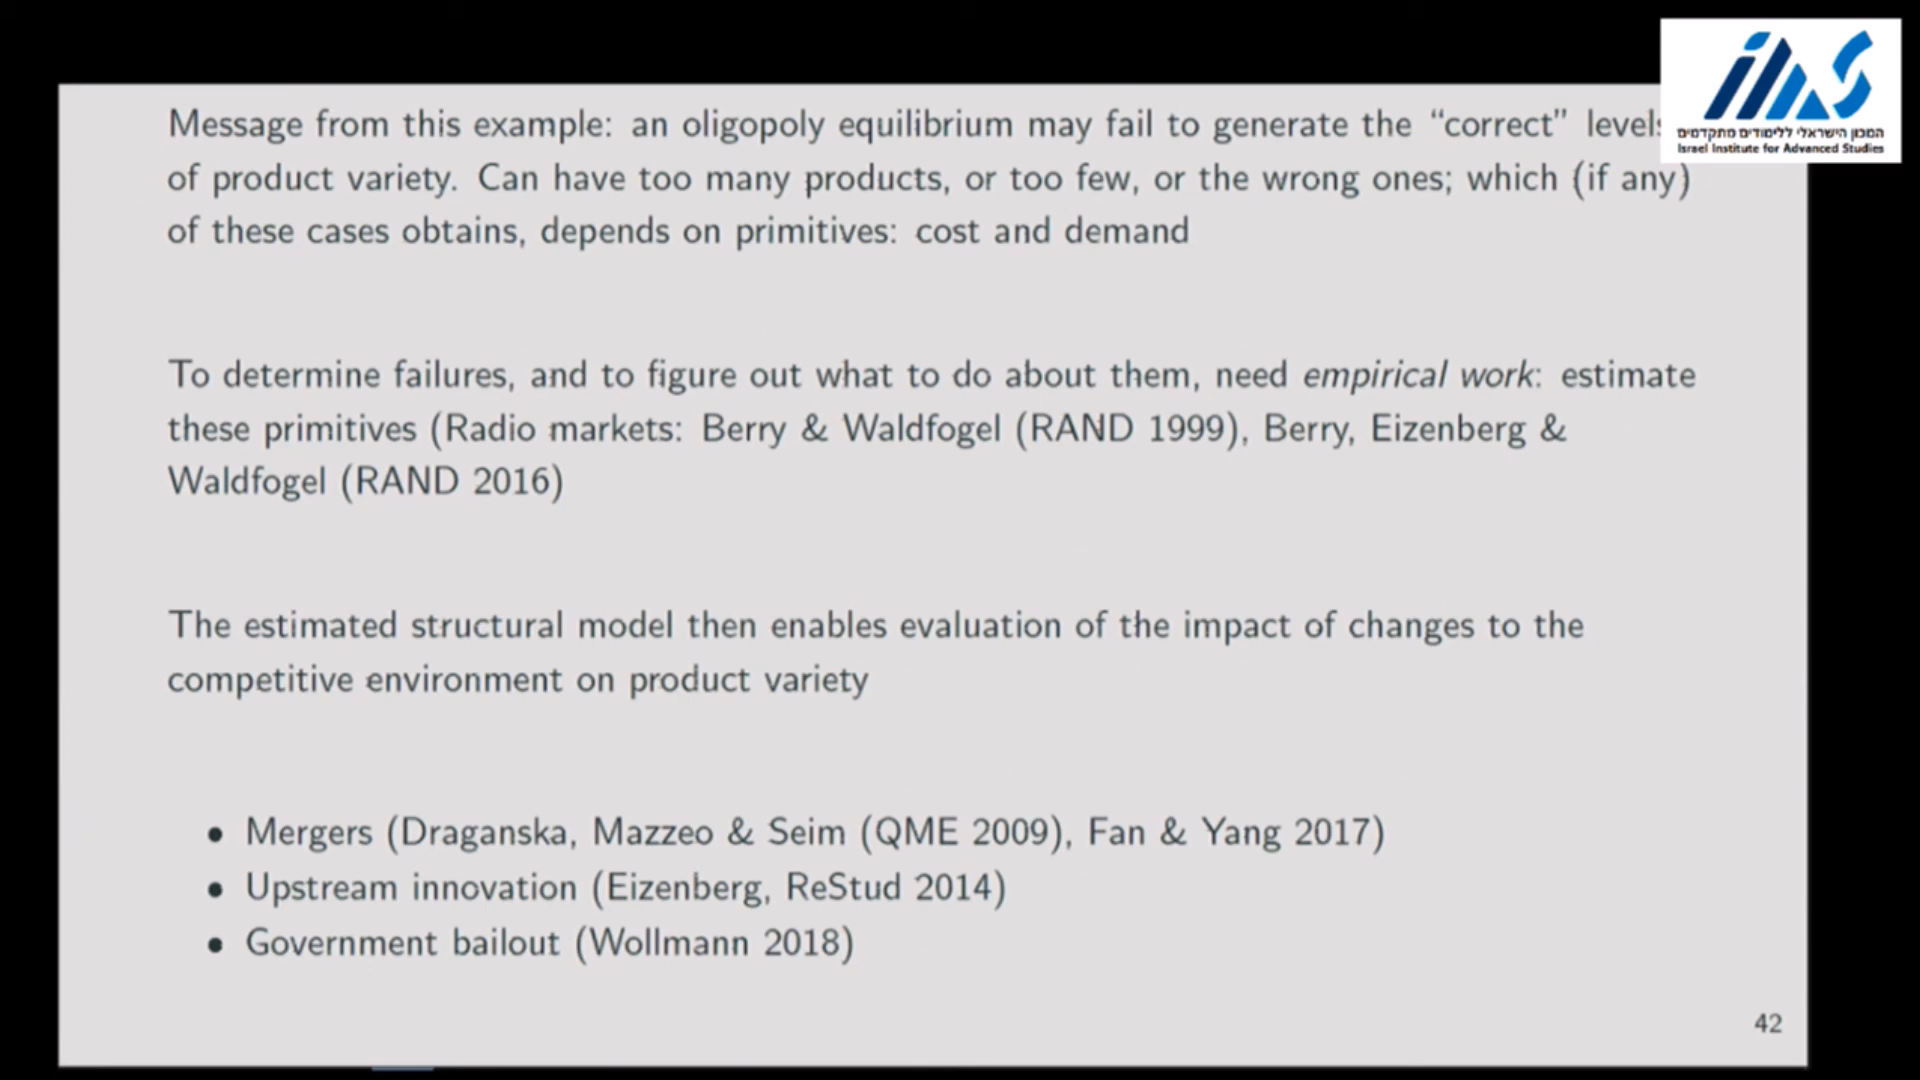 Message from this example: an oligopoly equilibrium may fail to generate the “correct” levels
of product variety. Can have too many products, or too few, or the wrong ones; which (if any)
of these cases obtains, depends on primitives: cost and demand
To determine failures, and to figure out what to do about them, need empirical work: estimate
these primitives (Radio markets: Berry & Waldfogel (RAND 1999), Berry, Eizenberg &
Waldfogel (RAND 2016)
The estimated structural model then enables evaluation of the impact of changes to the
competitive environment on product variety
• Mergers (Draganska, Mazzeo & Seim (QME 2009), Fan & Yang 2017)
• Upstream innovation (Eizenberg, ReStud 2014)
• Government bailout (Wollmann 2018)
42
iias
המכון הישראלי ללימודים מתקדמים
Israel Institute for Advanced Studies